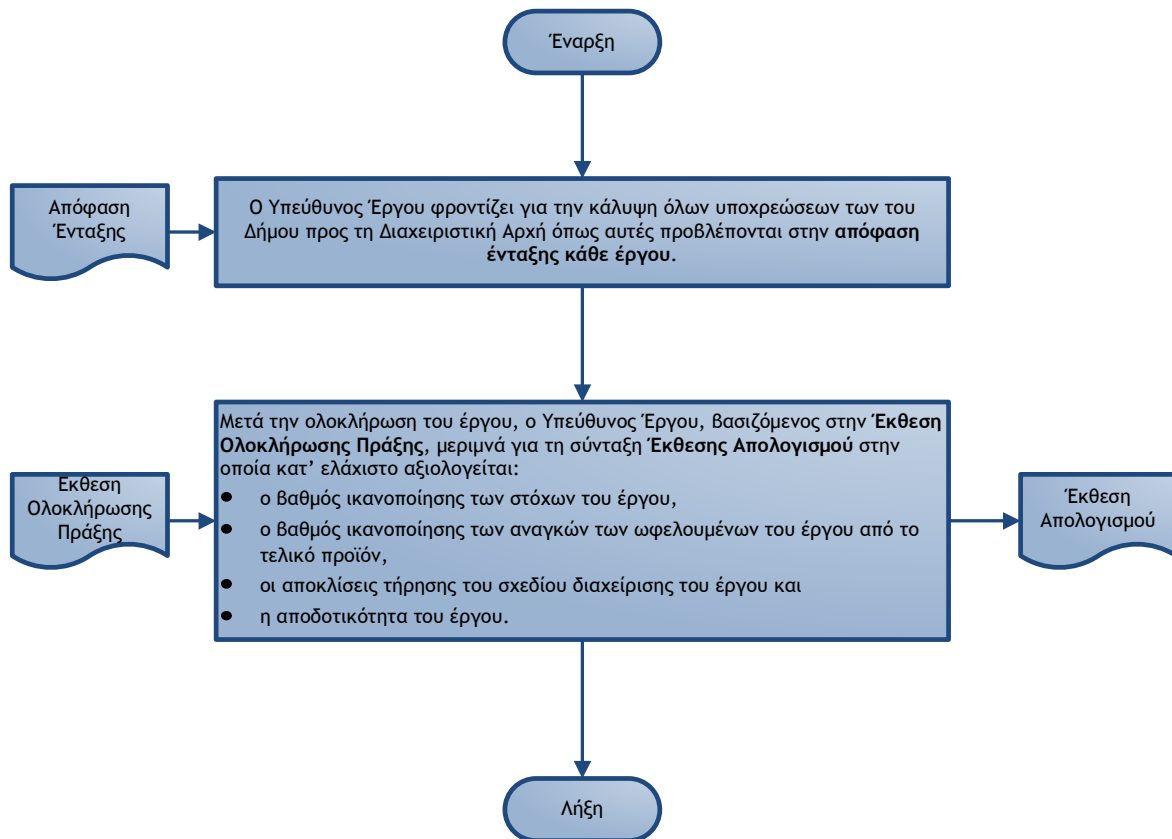 Έναρξη
Απόφαση
Ένταξης
Ο Υπεύθυνος Έργου φροντίζει για την κάλυψη όλων υποχρεώσεων των του
Δήμου προς τη Διαχειριστική Αρχή όπως αυτές προβλέπονται στην απόφαση
ένταξης κάθε έργου.
Μετά την ολοκλήρωση του έργου, ο Υπεύθυνος Έργου, βασιζόμενος στην Έκθεση
Ολοκλήρωσης Πράξης, μεριμνά για τη σύνταξη Έκθεσης Απολογισμού στην
οποία κατ’ ελάχιστο αξιολογείται:
● ο βαθμός ικανοποίησης των στόχων του έργου,
● ο βαθμός ικανοποίησης των αναγκών των ωφελουμένων του έργου από το
τελικό προϊόν,
● οι αποκλίσεις τήρησης του σχεδίου διαχείρισης του έργου και
● η αποδοτικότητα του έργου.
Εκθεση
Ολοκλήρωσης
Πράξης
Έκθεση
Απολογισμού
Λήξη